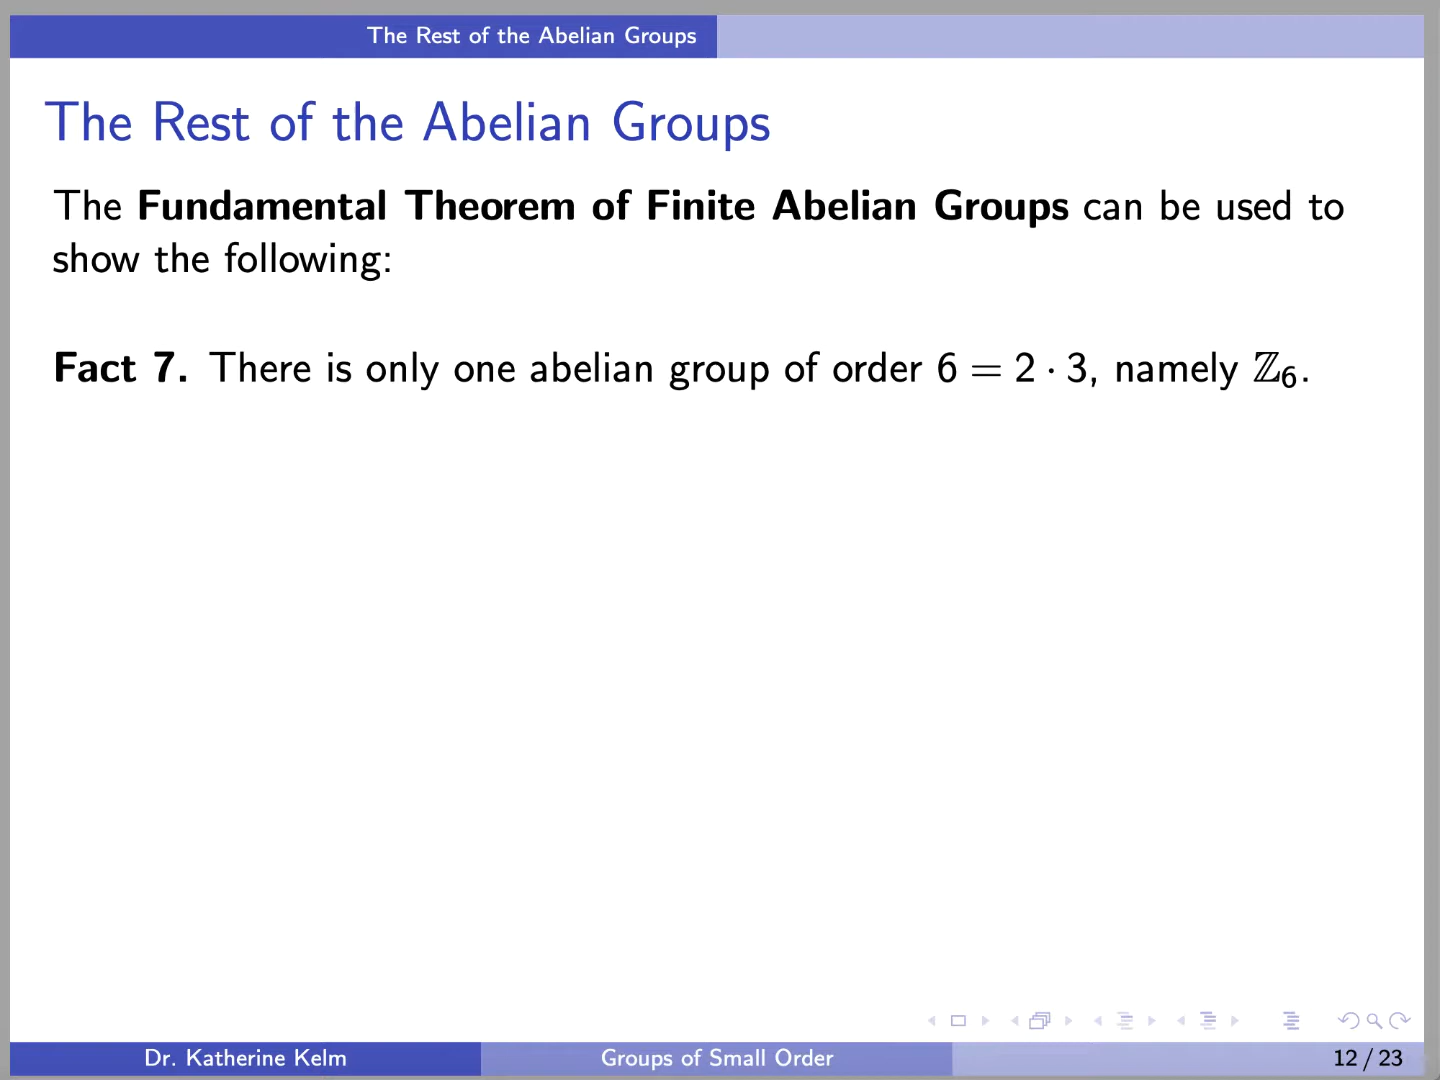 The Rest of the Abelian Groups
The Rest of the Abelian Groups
The Fundamental Theorem of Finite Abelian Groups can be used to
show the following:
Fact 7. There is only one abelian group of order 6 = 2 · 3, namely ℤ₆.
Dr. Katherine Kelm
Groups of Small Order
12 / 23